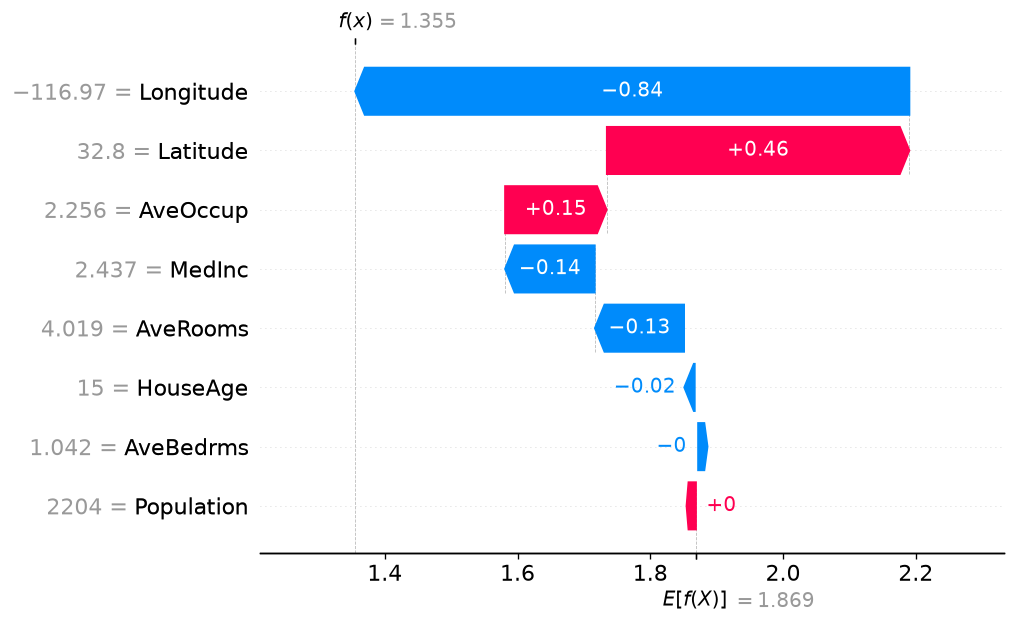 f(x) = 1.355
−116.97 = Longitude −0.84
32.8 = Latitude +0.46
2.256 = AveOccup +0.15
2.437 = MedInc −0.14
4.019 = AveRooms −0.13
15 = HouseAge −0.02
1.042 = AveBedrms −0
2204 = Population +0
1.4 1.6 1.8 2.0 2.2
E[f(X)] = 1.869